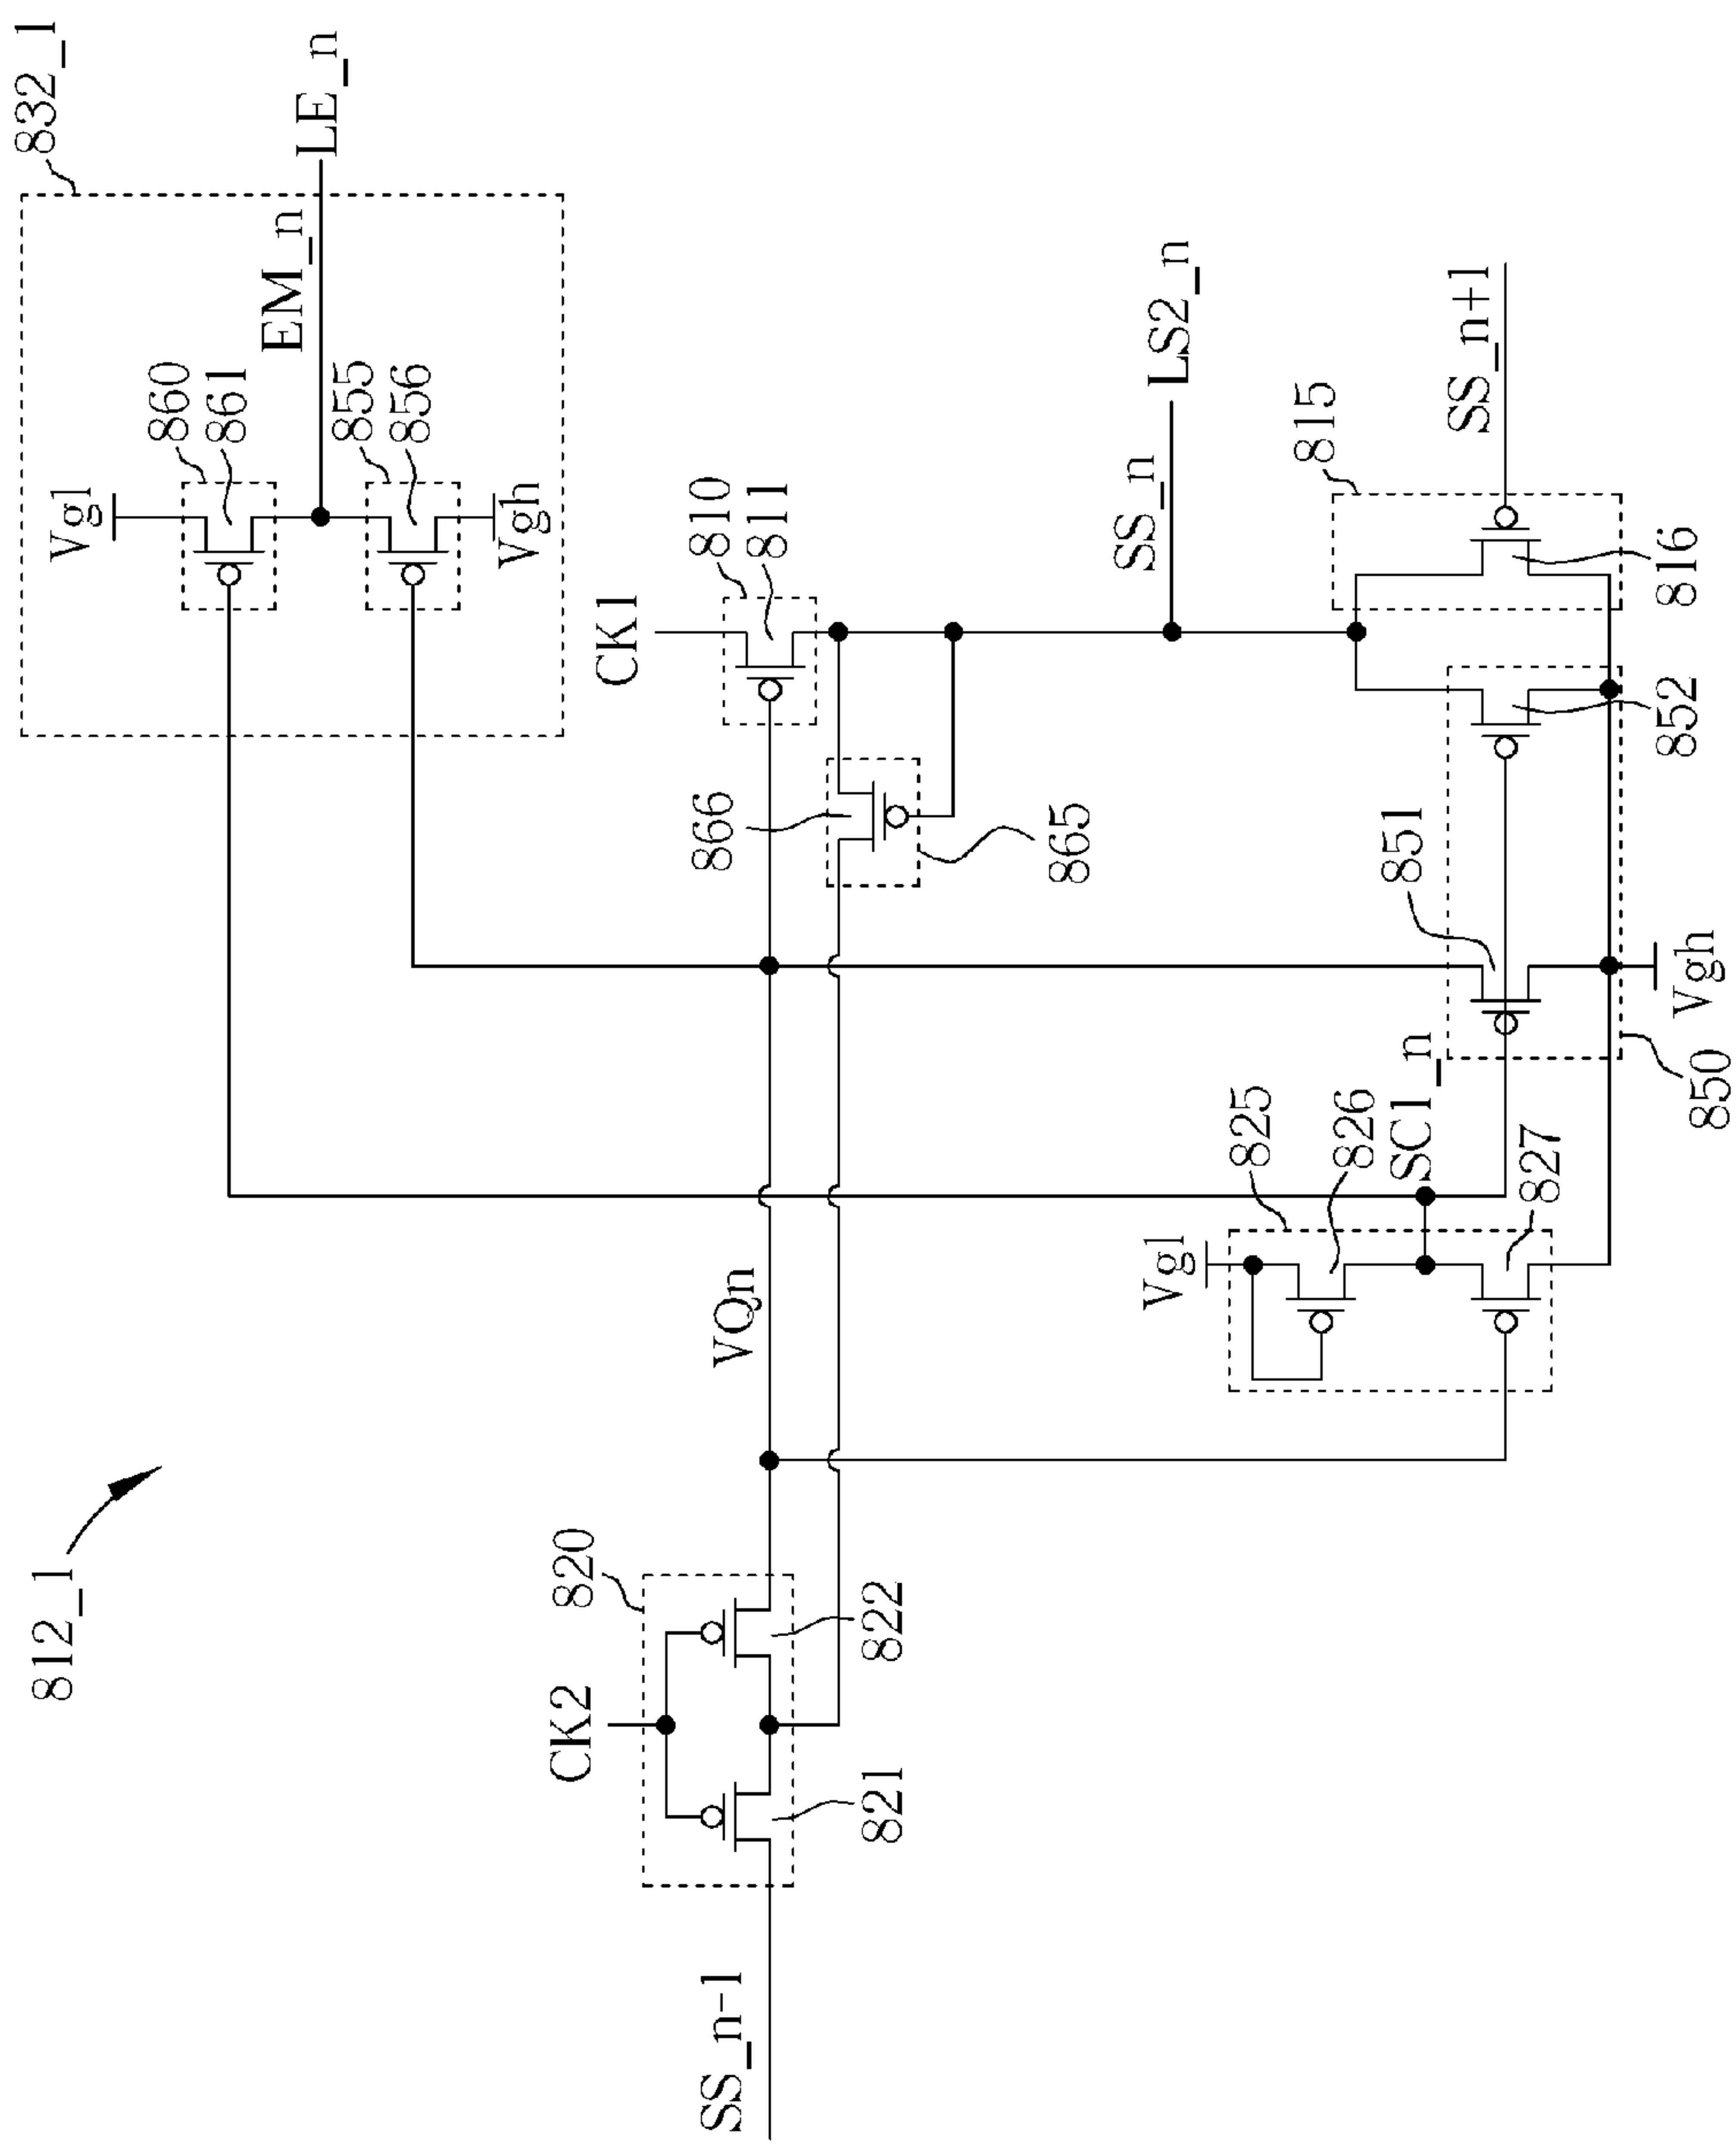 812_1
832_1
Vgl
860
861
EM_n
LE_n
855
856
Vgh
CK1
810
811
CK2
820
821
822
SS_n-1
VQn
866
865
SS_n
LS2_n
Vgl
825
826
SC1_n
827
851
815
SS_n+1
816
852
850
Vgh